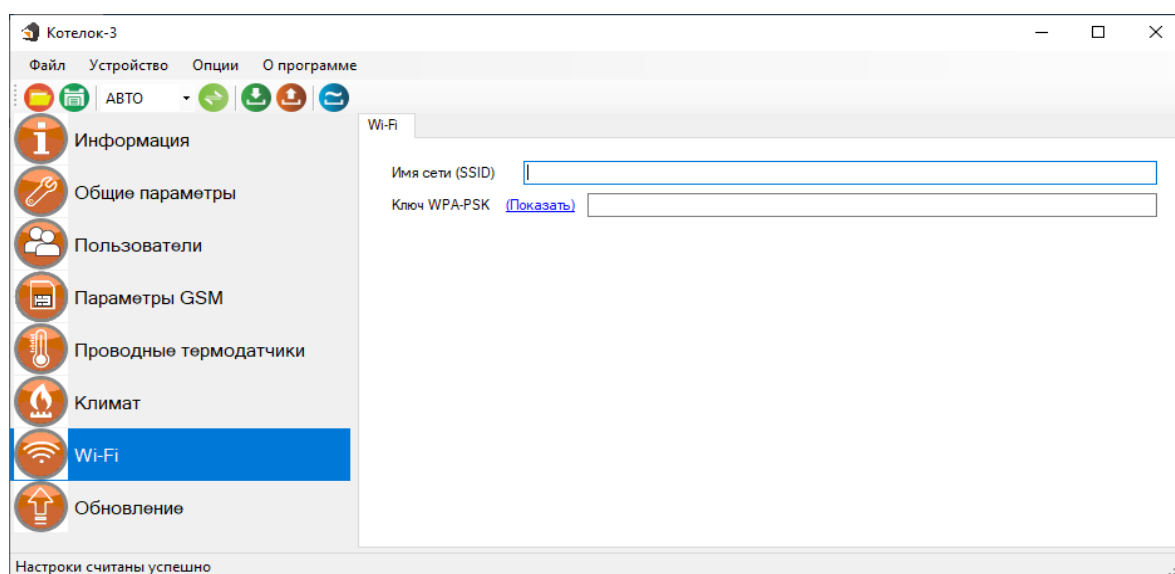 Котелок-3
Файл Устройство Опции О программе
АВТО
Информация
Общие параметры
Пользователи
Параметры GSM
Проводные термодатчики
Климат
Wi-Fi
Обновление
Wi-Fi
Имя сети (SSID)
Ключ WPA-PSK (Показать)
Настроки считаны успешно